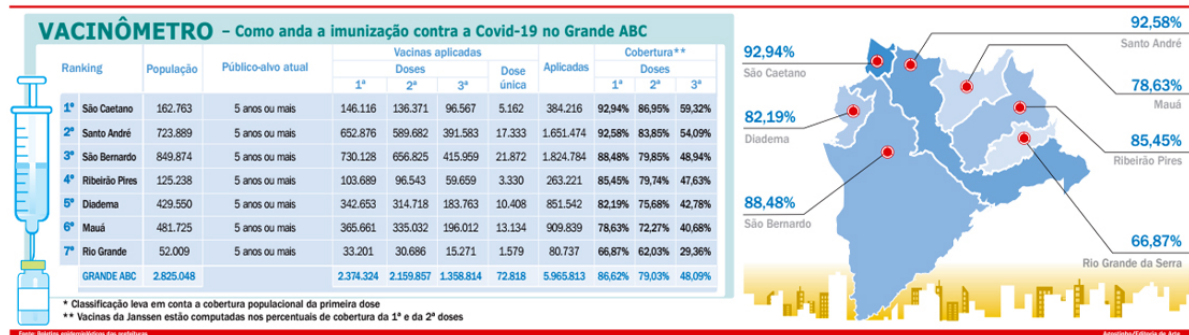 VACINÔMETRO – Como anda a imunização contra a Covid-19 no Grande ABC
Ranking População Público-alvo atual Vacinas aplicadas Aplicadas Cobertura**
Doses Dose única Doses
1ª 2ª 3ª 1ª 2ª 3ª
1º São Caetano 162.763 5 anos ou mais 146.116 136.371 96.567 5.162 384.216 92,94% 86,95% 59,32%
2º Santo André 723.889 5 anos ou mais 652.876 589.682 391.583 17.333 1.651.474 92,58% 83,85% 54,09%
3º São Bernardo 849.874 5 anos ou mais 730.128 656.825 415.959 21.872 1.824.784 88,48% 79,85% 48,94%
4º Ribeirão Pires 125.238 5 anos ou mais 103.689 96.543 59.659 3.330 263.221 85,45% 79,74% 47,63%
5º Diadema 429.550 5 anos ou mais 342.653 314.718 183.763 10.408 851.542 82,19% 75,68% 42,78%
6º Mauá 481.725 5 anos ou mais 365.661 335.032 196.012 13.134 909.839 78,63% 72,27% 40,68%
7º Rio Grande 52.009 5 anos ou mais 33.201 30.686 15.271 1.579 80.737 66,87% 62,03% 29,36%
GRANDE ABC 2.825.048 2.374.324 2.159.857 1.358.814 72.818 5.965.813 86,62% 79,03% 48,09%
* Classificação leva em conta a cobertura populacional da primeira dose
** Vacinas da Janssen estão computadas nos percentuais de cobertura da 1ª e da 2ª doses
92,58%
Santo André
92,94%
São Caetano
78,63%
Mauá
82,19%
Diadema
85,45%
Ribeirão Pires
88,48%
São Bernardo
66,87%
Rio Grande da Serra
Fonte: Boletins epidemiológicos das prefeituras
Agostinho/Editoria de Arte